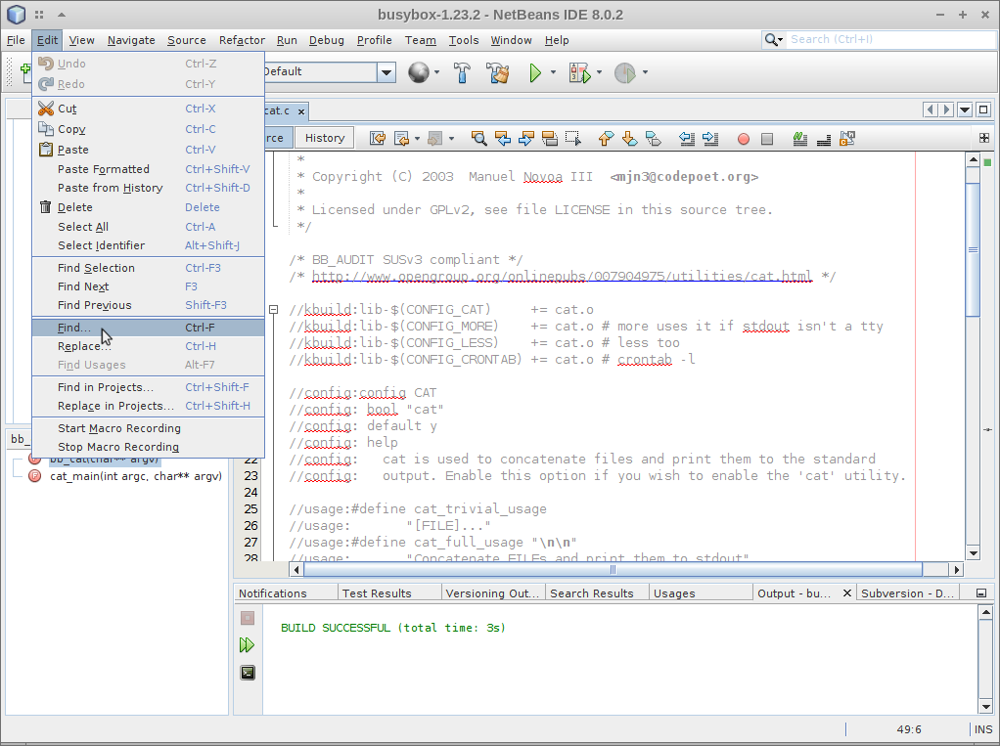 busybox-1.23.2 - NetBeans IDE 8.0.2
File Edit View Navigate Source Refactor Run Debug Profile Team Tools Window Help
Search (Ctrl+I)
Undo Ctrl-Z
Redo Ctrl-Y
Cut Ctrl-X
Copy Ctrl-C
Paste Ctrl-V
Paste Formatted Ctrl+Shift-V
Paste from History Ctrl+Shift-D
Delete Delete
Select All Ctrl-A
Select Identifier Alt+Shift-J
Find Selection Ctrl-F3
Find Next F3
Find Previous Shift-F3
Find... Ctrl-F
Replace... Ctrl-H
Find Usages Alt-F7
Find in Projects... Ctrl+Shift-F
Replace in Projects... Ctrl+Shift-H
Start Macro Recording
Stop Macro Recording
Default
cat.c
rce History
*
* Copyright (C) 2003  Manuel Novoa III  <mjn3@codepoet.org>
*
* Licensed under GPLv2, see file LICENSE in this source tree.
*/
/* BB_AUDIT SUSv3 compliant */
/* http://www.opengroup.org/onlinepubs/007904975/utilities/cat.html */
//kbuild:lib-$(CONFIG_CAT)     += cat.o
//kbuild:lib-$(CONFIG_MORE)    += cat.o # more uses it if stdout isn't a tty
//kbuild:lib-$(CONFIG_LESS)    += cat.o # less too
//kbuild:lib-$(CONFIG_CRONTAB) += cat.o # crontab -l
//config:config CAT
//config: bool "cat"
//config: default y
//config: help
22 //config:   cat is used to concatenate files and print them to the standard
23 //config:   output. Enable this option if you wish to enable the 'cat' utility.
24
25 //usage:#define cat_trivial_usage
26 //usage:       "[FILE]..."
27 //usage:#define cat_full_usage "\n\n"
28 //usage:       "Concatenate FILEs and print them to stdout"
bb_
bb_cat(char** argv)
cat_main(int argc, char** argv)
Notifications Test Results Versioning Out... Search Results Usages Output - bu... Subversion - D...
BUILD SUCCESSFUL (total time: 3s)
49:6 INS